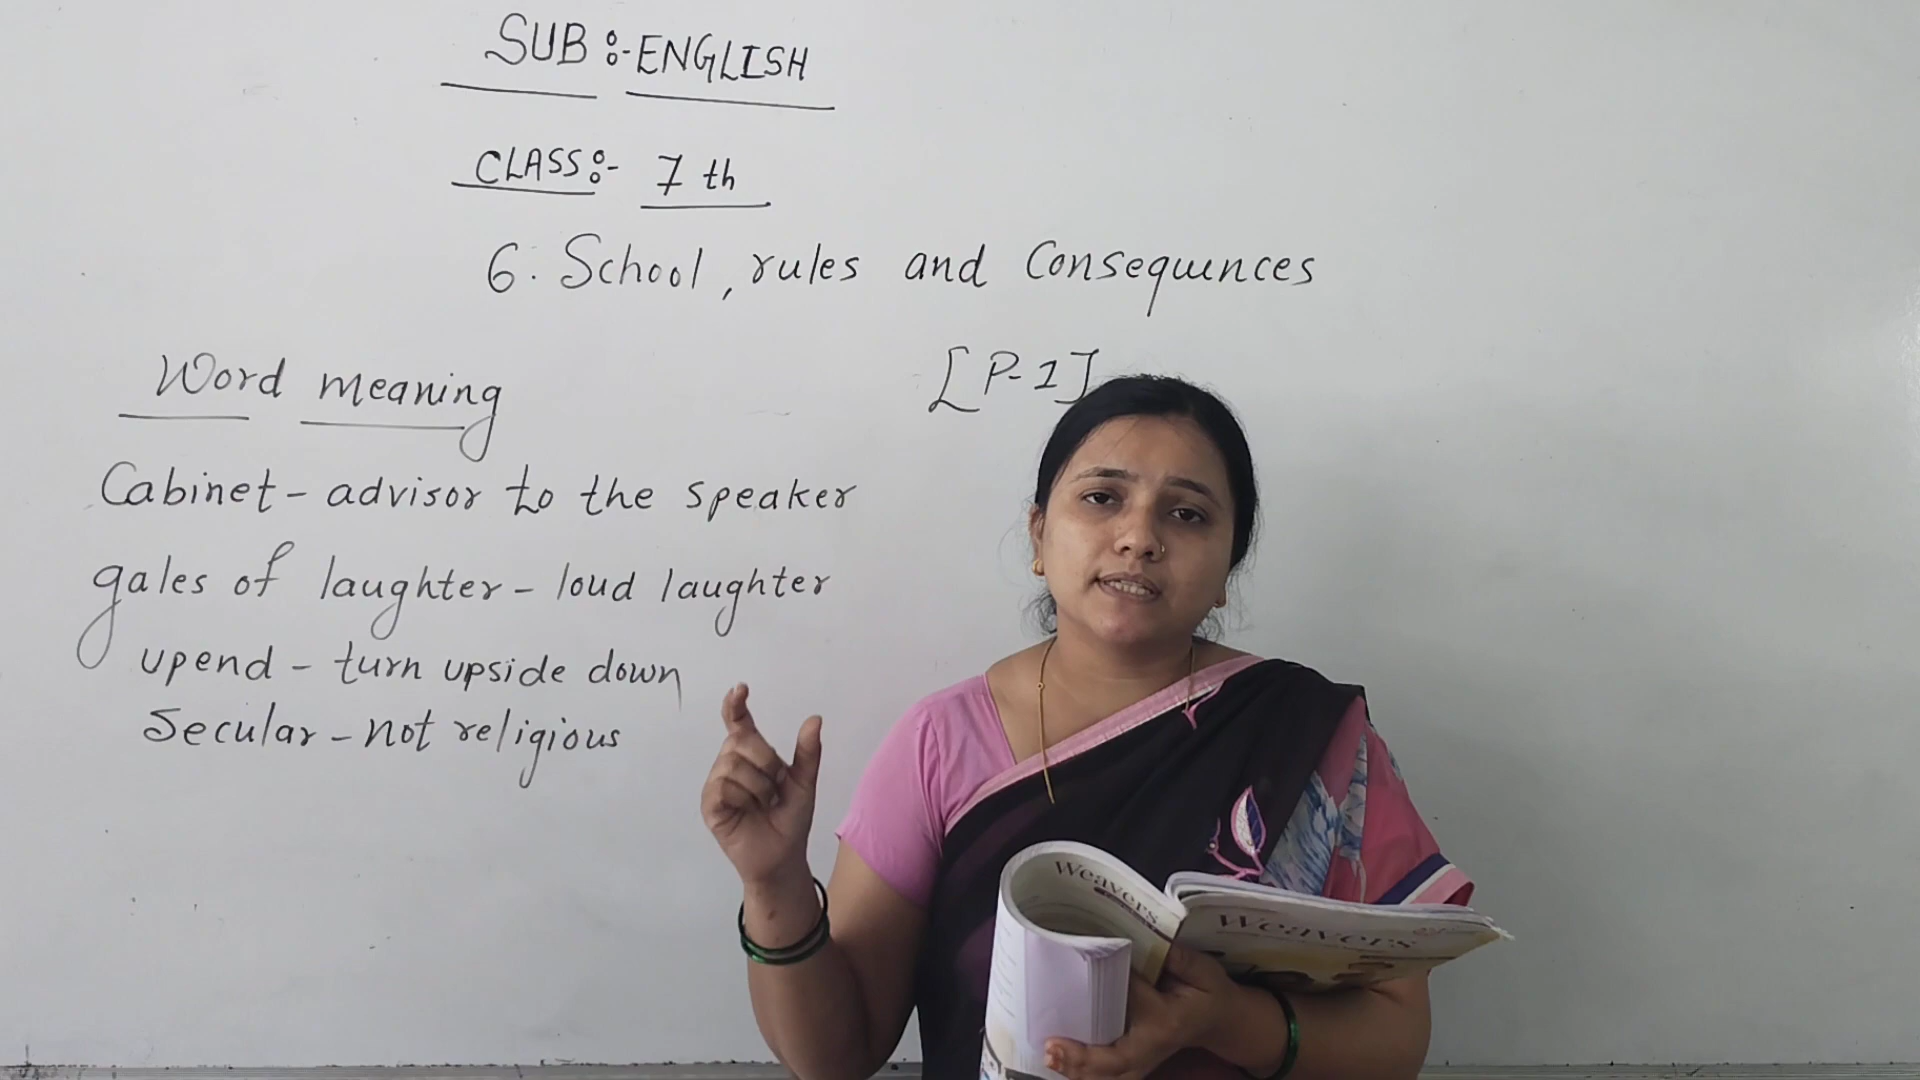 SUB :- ENGLISH
CLASS :- 7 th
6. School, rules and Consequences
[P-1]
Word meaning
Cabinet - advisor to the speaker
gales of laughter - loud laughter
upend - turn upside down
Secular - not religious
Weavers
Weavers